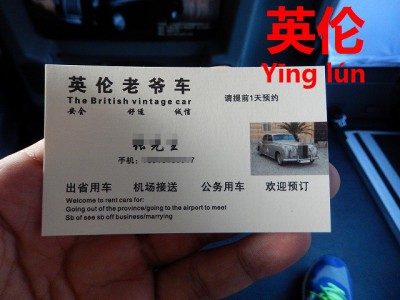 英伦
Ying lún
英伦老爷车
The British vintage car
安全 舒适 诚信
请提前1天预约
手机:
出省用车 机场接送 公务用车 欢迎预订
Welcome to rent cars for:
Going out of the province/going to the airport to meet
Sb of see sb off business/marrying